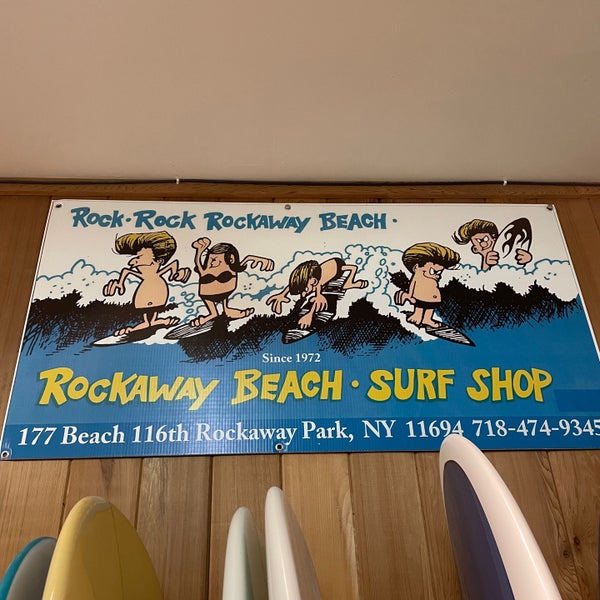 ROCK·ROCK ROCKAWAY BEACH·
Since 1972
ROCKAWAY BEACH · SURF SHOP
177 Beach 116th Rockaway Park, NY 11694 718-474-9345